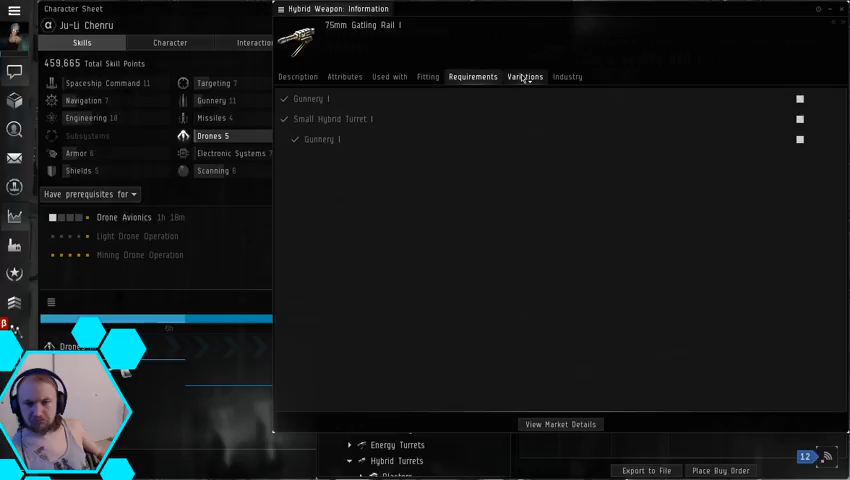 Character Sheet
α Ju-Li Chenru
Skills
Character
Interaction
459,665 Total Skill Points
Spaceship Command 11
Targeting 7
Navigation 7
Gunnery 11
Engineering 10
Missiles 4
Subsystems
Drones 5
Armor 6
Electronic Systems 7
Shields 5
Scanning 6
Have prerequisites for
Drone Avionics 1h 18m
Light Drone Operation
Mining Drone Operation
Hybrid Weapon: Information
75mm Gatling Rail I
Description
Attributes
Used with
Fitting
Requirements
Variations
Industry
Gunnery I
Small Hybrid Turret I
Gunnery I
View Market Details
Energy Turrets
Hybrid Turrets
Blasters
Export to File
Place Buy Order
12
β